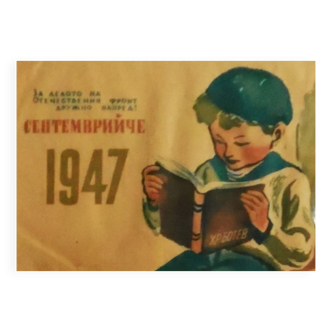 ЗА ДЕЛОТО НА
ОТЕЧЕСТВЕНИЯ ФРОНТ
ДРУЖНО НАПРЕД!
СЕПТЕМВРИЙЧЕ
1947
ХР. БОТЕВ